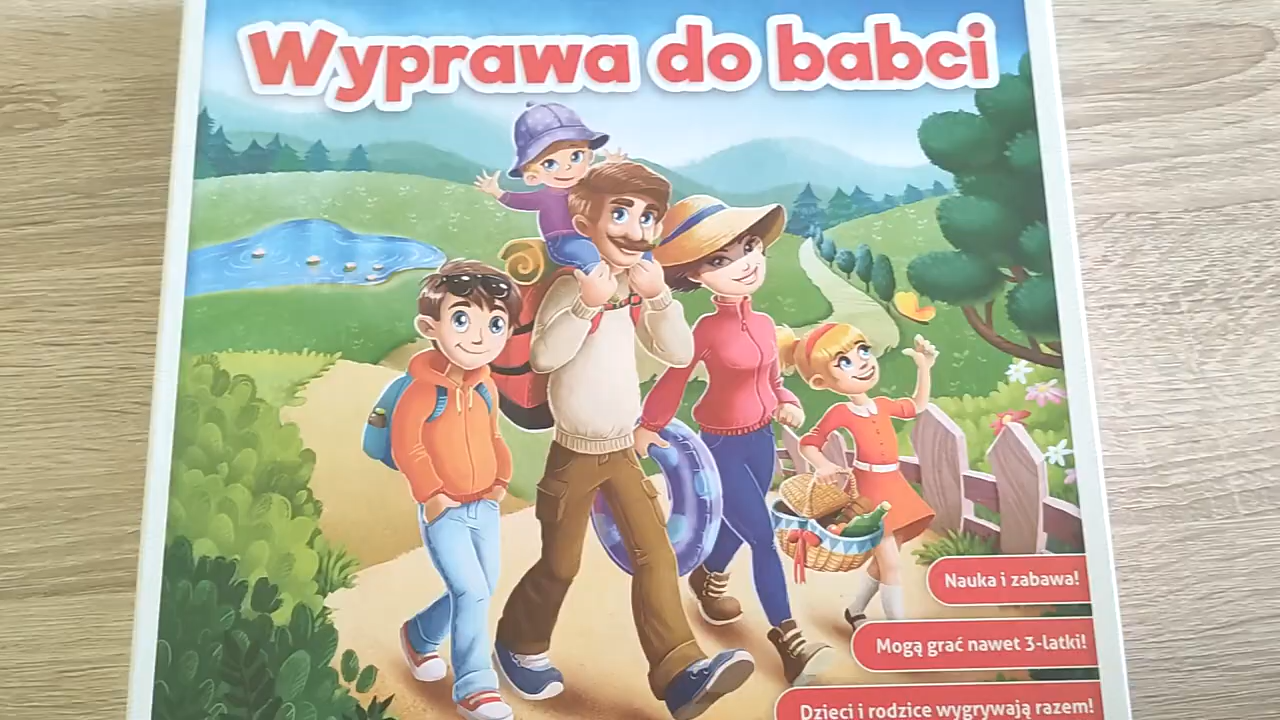 Wyprawa do babci
Nauka i zabawa!
Mogą grać nawet 3-latki!
Dzieci i rodzice wygrywają razem!